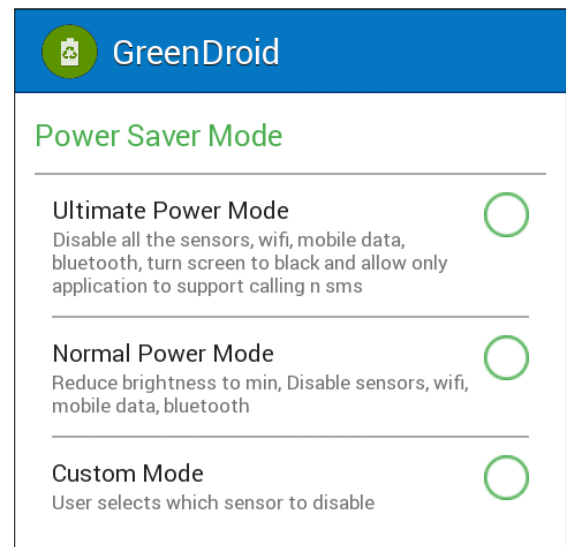 GreenDroid
Power Saver Mode
Ultimate Power Mode
Disable all the sensors, wifi, mobile data,
bluetooth, turn screen to black and allow only
application to support calling n sms
Normal Power Mode
Reduce brightness to min, Disable sensors, wifi,
mobile data, bluetooth
Custom Mode
User selects which sensor to disable